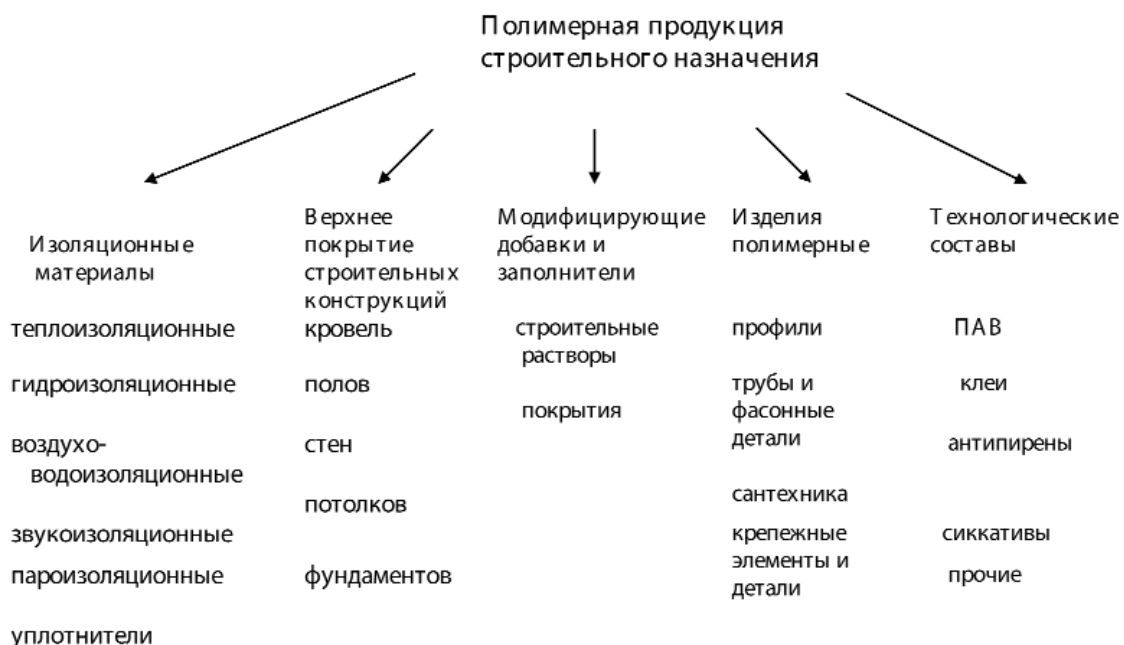 Полимерная продукция
строительного назначения
Изоляционные
материалы
теплоизоляционные
гидроизоляционные
воздухо-
водоизоляционные
звукоизоляционные
пароизоляционные
уплотнители
Верхнее
покрытие
строительных
конструкций
кровель
полов
стен
потолков
фундаментов
Модифицирующие
добавки и
заполнители
строительные
растворы
покрытия
Изделия
полимерные
профили
трубы и
фасонные
детали
сантехника
крепежные
элементы и
детали
Технологические
составы
ПАВ
клеи
антипирены
сиккативы
прочие